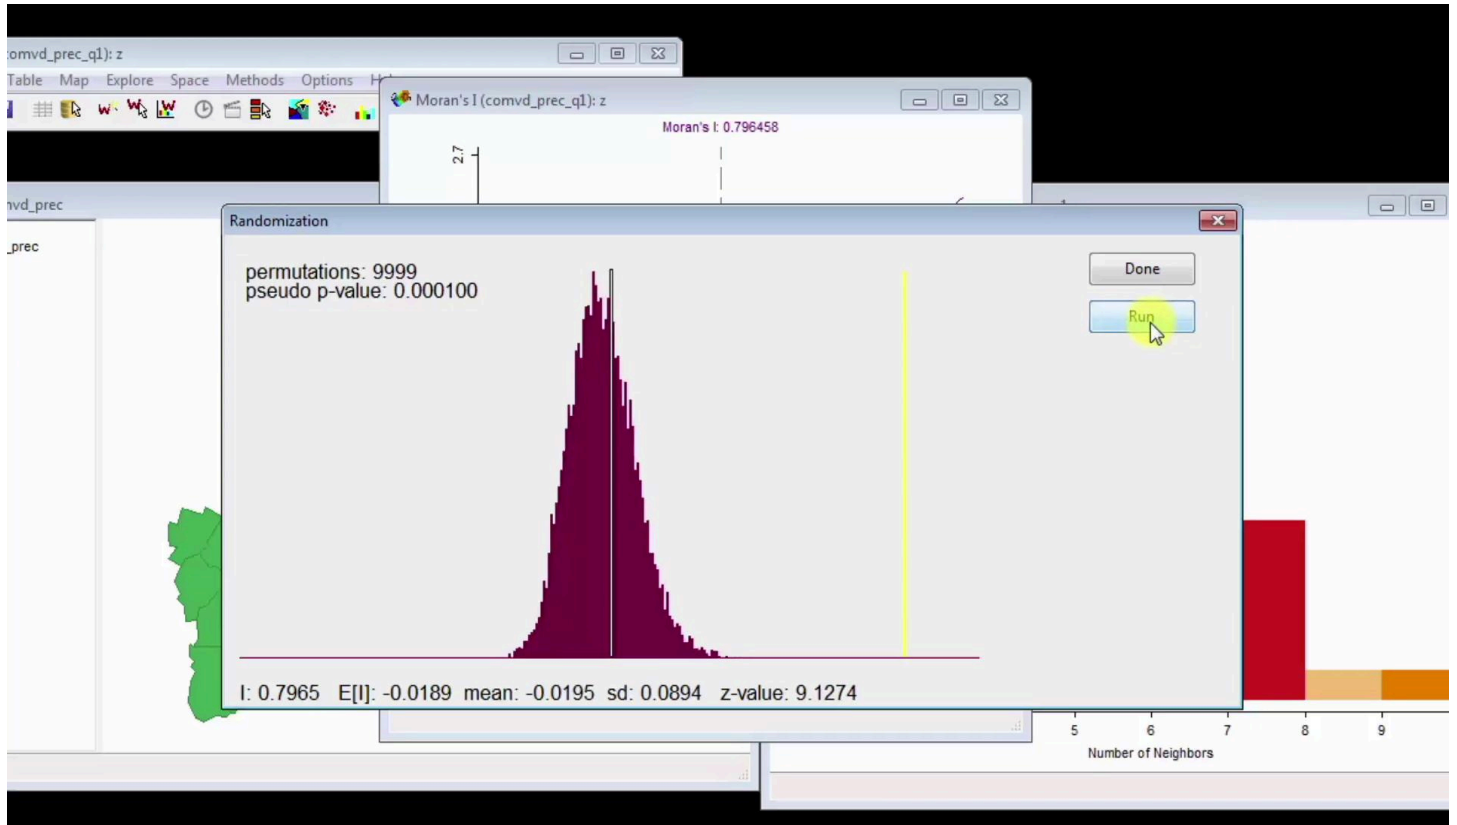 comvd_prec_q1): z
Table Map Explore Space Methods Options
Moran's I (comvd_prec_q1): z
Moran's I: 0.796458
2.7
nvd_prec
_prec
Randomization
permutations: 9999
pseudo p-value: 0.000100
Done
Run
I: 0.7965 E[I]: -0.0189 mean: -0.0195 sd: 0.0894 z-value: 9.1274
5 6 7 8 9
Number of Neighbors